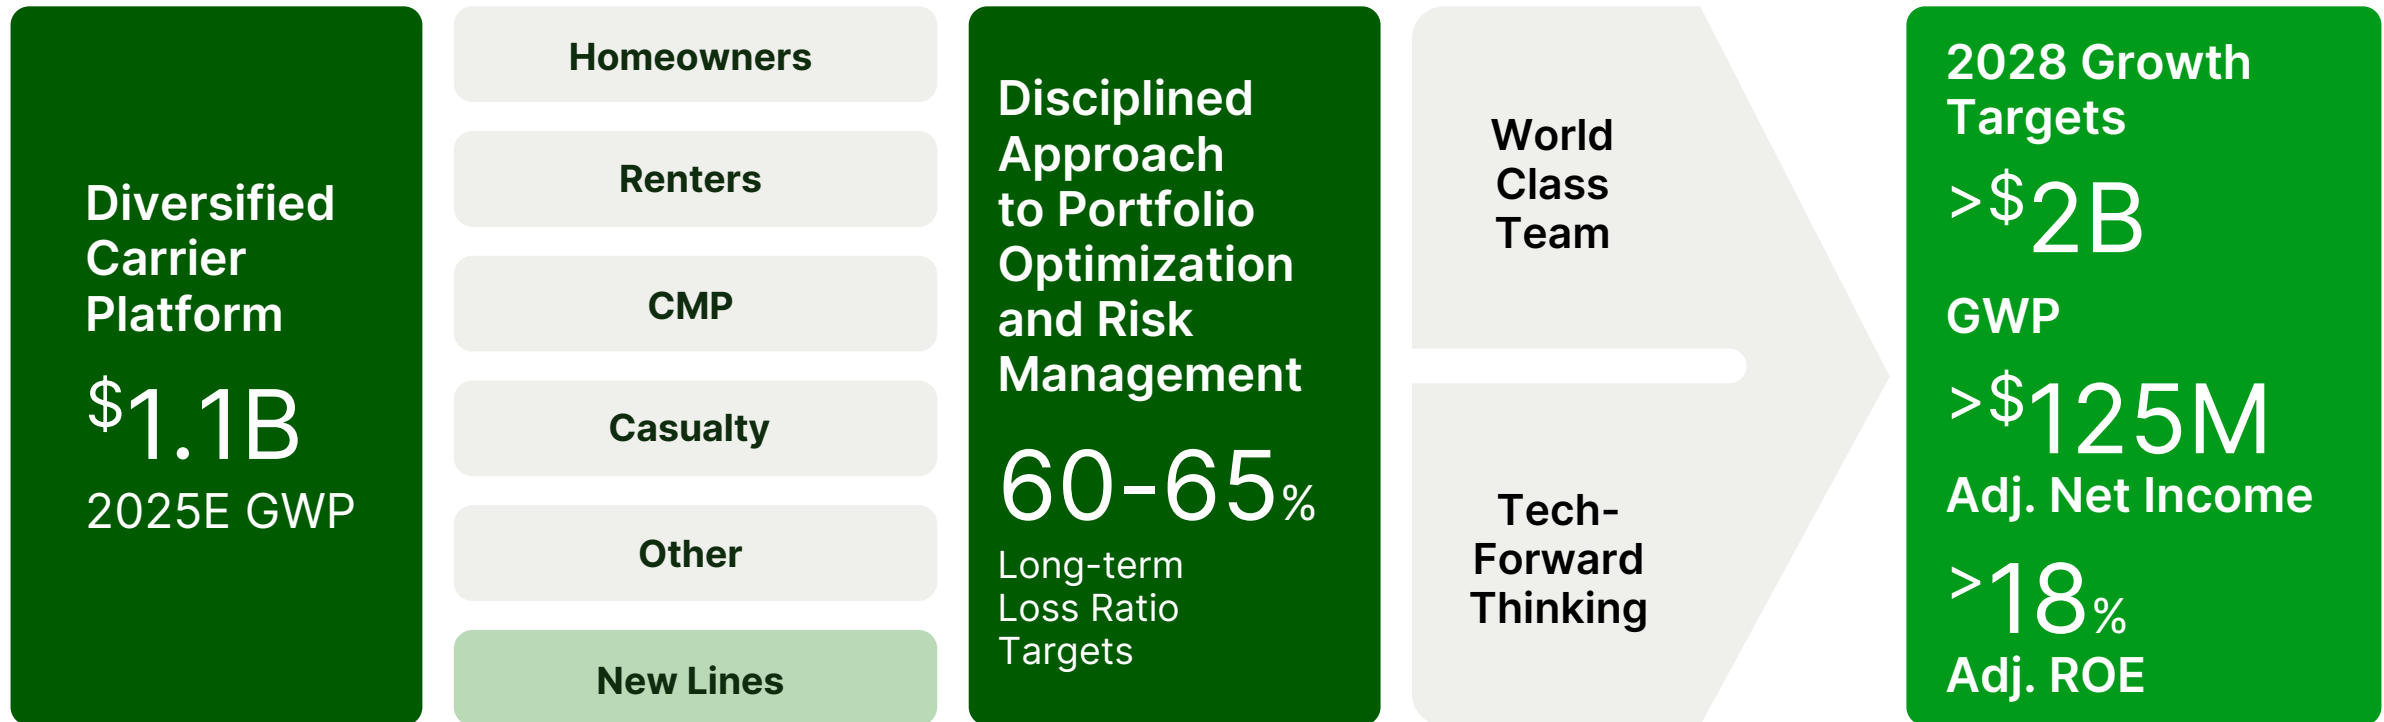 Diversified
Carrier
Platform
$1.1B
2025E GWP
Homeowners
Renters
CMP
Casualty
Other
New Lines
Disciplined
Approach
to Portfolio
Optimization
and Risk
Management
60-65%
Long-term
Loss Ratio
Targets
World
Class
Team
Tech-
Forward
Thinking
2028 Growth
Targets
>$2B
GWP
>$125M
Adj. Net Income
>18%
Adj. ROE